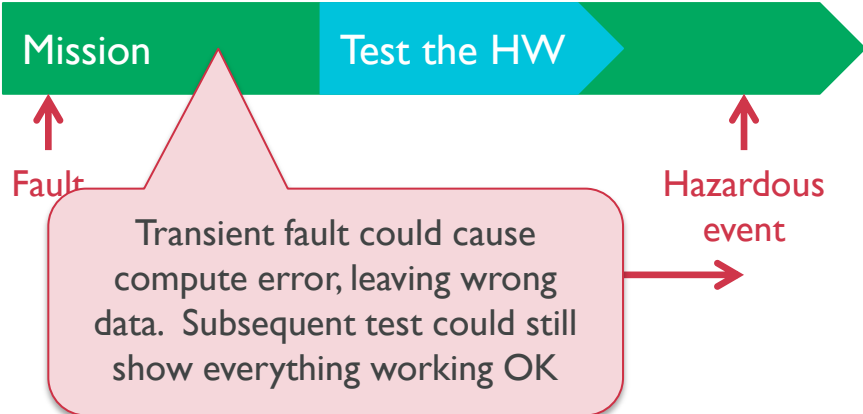 Mission
Test the HW
Fault
Hazardous
event
Transient fault could cause
compute error, leaving wrong
data. Subsequent test could still
show everything working OK